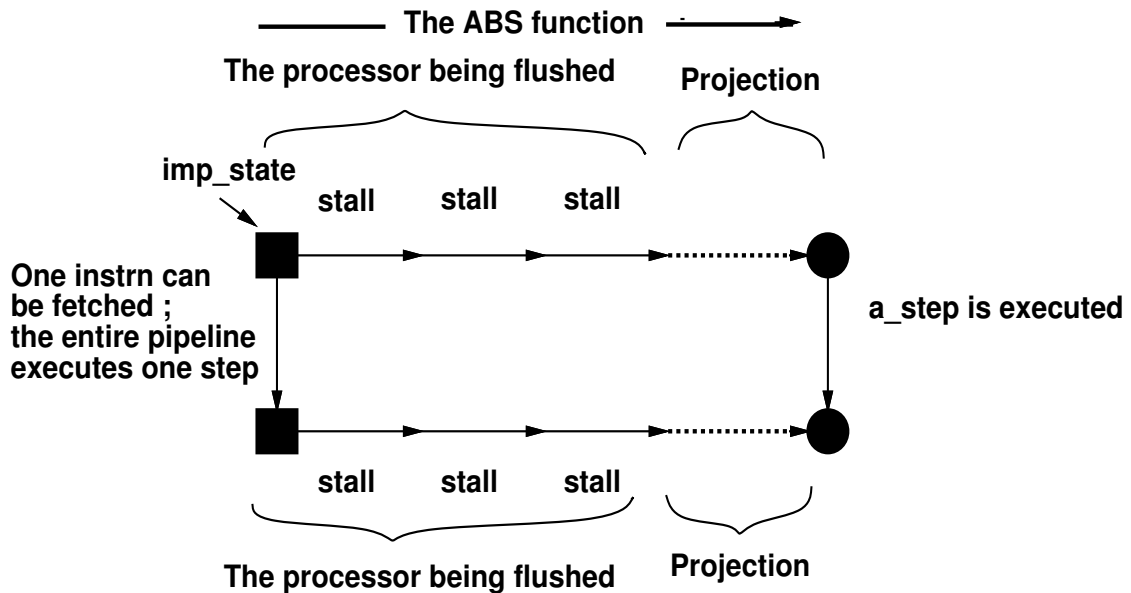 The ABS function
The processor being flushed
Projection
imp_state
stall stall stall
One instrn can
be fetched ;
the entire pipeline
executes one step
a_step is executed
stall stall stall
The processor being flushed
Projection